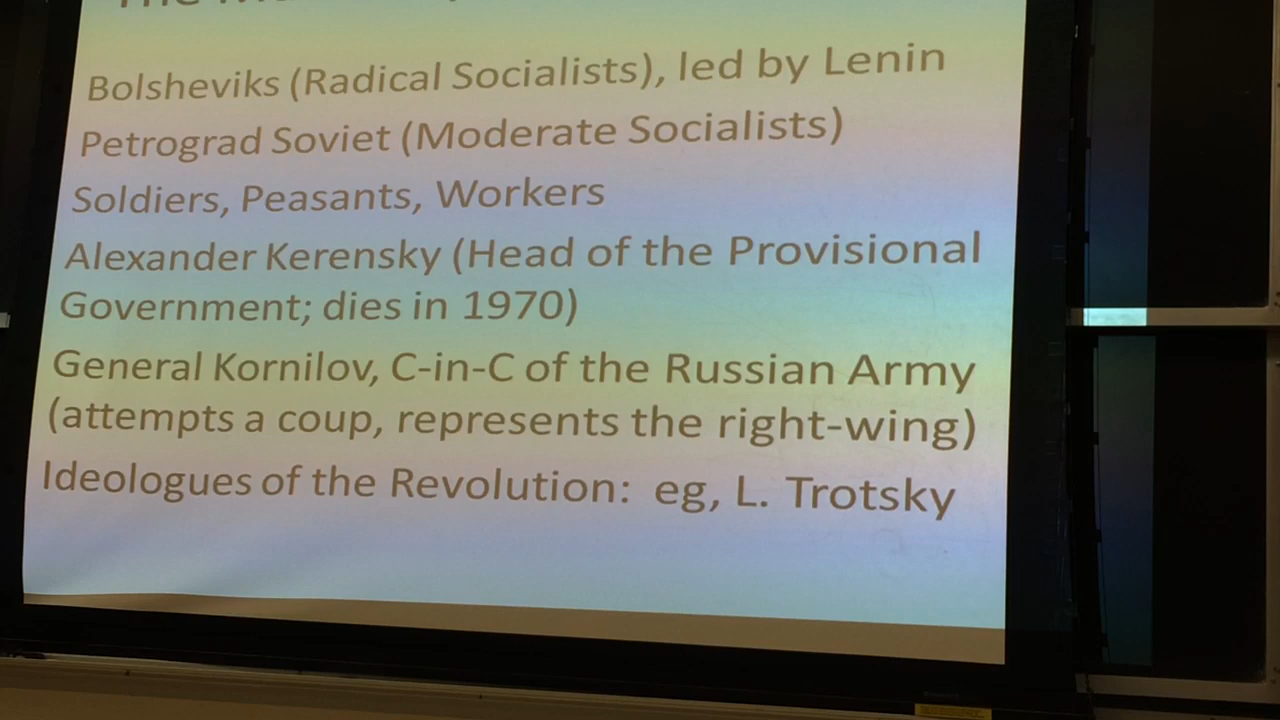 Bolsheviks (Radical Socialists), led by Lenin
Petrograd Soviet (Moderate Socialists)
Soldiers, Peasants, Workers
Alexander Kerensky (Head of the Provisional
Government; dies in 1970)
General Kornilov, C-in-C of the Russian Army
(attempts a coup, represents the right-wing)
Ideologues of the Revolution:  eg, L. Trotsky